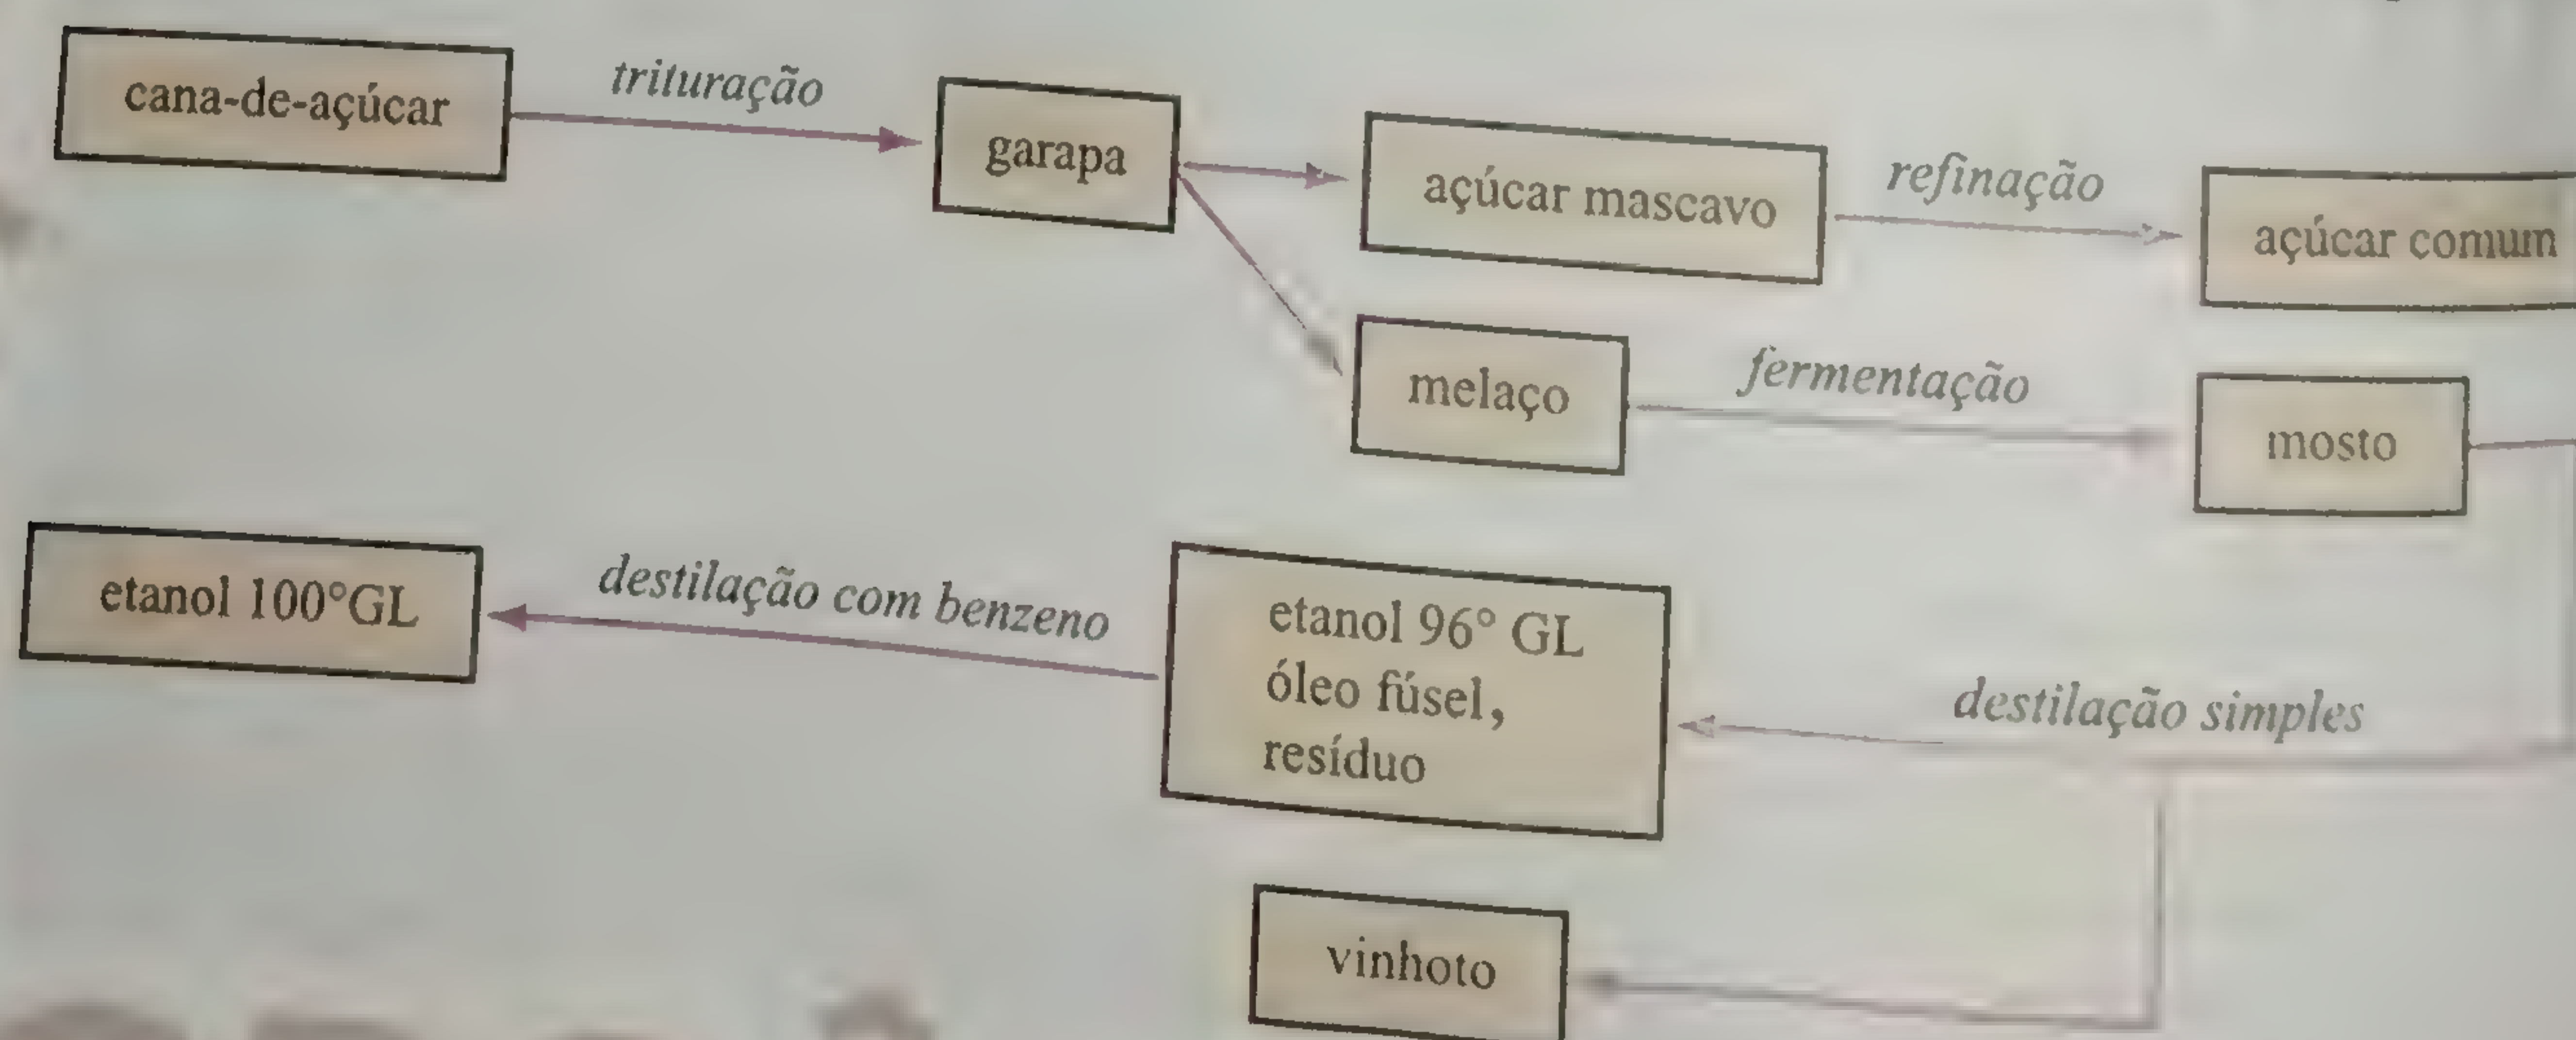 cana-de-açúcar
trituração
garapa
açúcar mascavo
refinação
açúcar comum
melaço
fermentação
mosto
etanol 100°GL
destilação com benzeno
etanol 96° GL
óleo fúsel,
resíduo
destilação simples
vinhoto